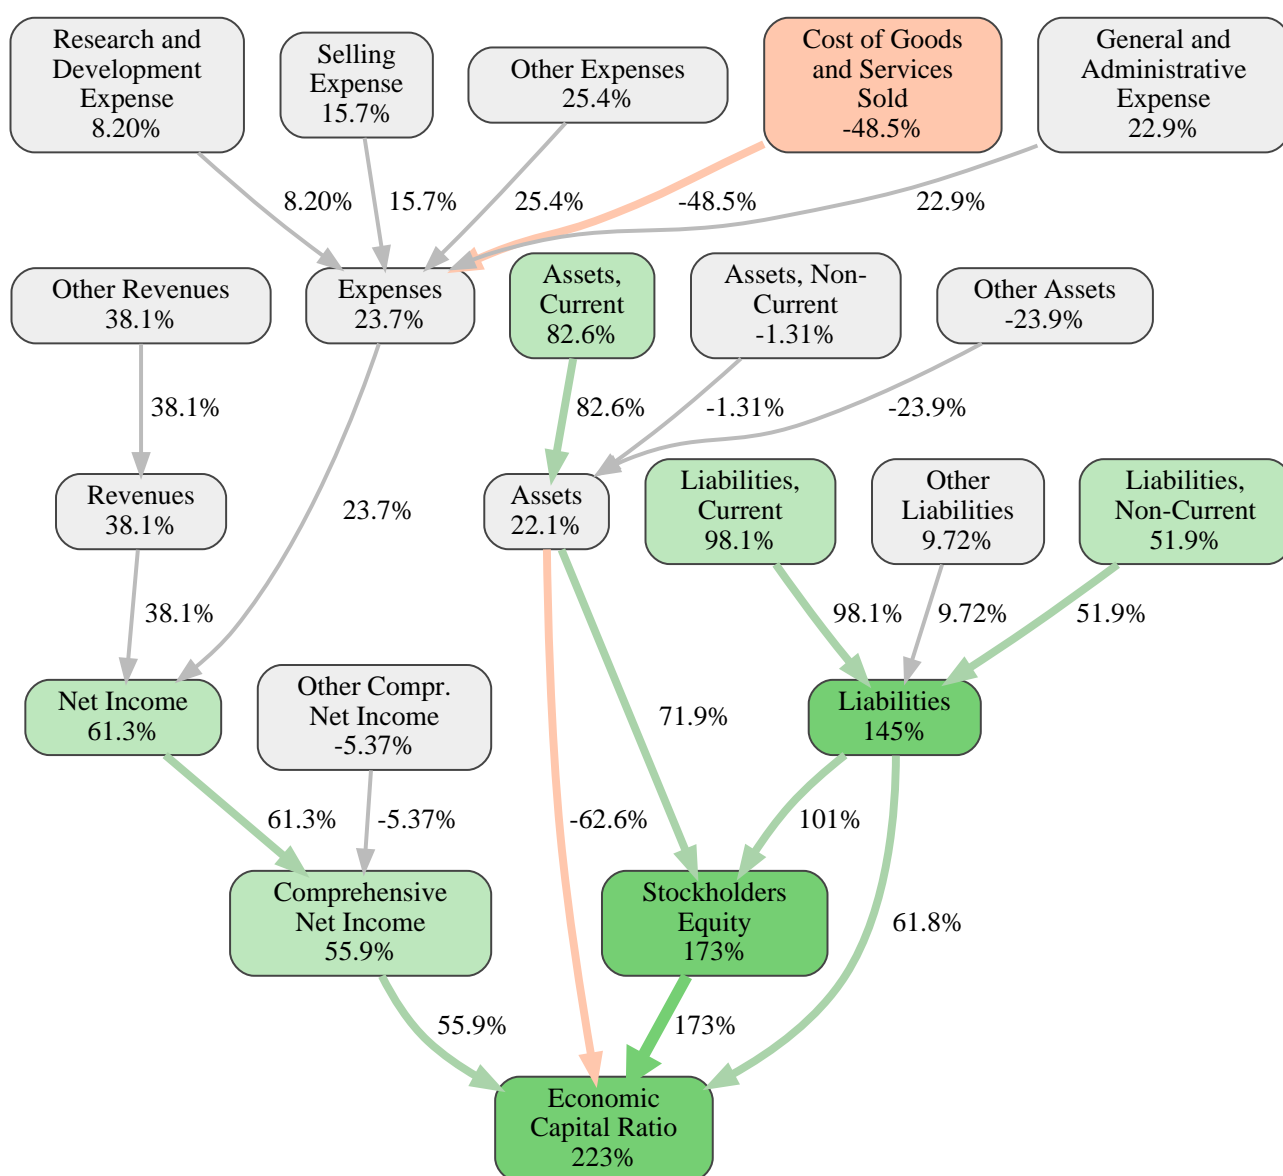 Research and
Development
Expense
8.20%
Selling
Expense
15.7%
Other Expenses
25.4%
Cost of Goods
and Services
Sold
-48.5%
General and
Administrative
Expense
22.9%
8.20%
15.7%
25.4%
-48.5%
22.9%
Other Revenues
38.1%
Expenses
23.7%
Assets,
Current
82.6%
Assets, Non-
Current
-1.31%
Other Assets
-23.9%
38.1%
82.6%
-1.31%
-23.9%
Revenues
38.1%
23.7%
Assets
22.1%
Liabilities,
Current
98.1%
Other
Liabilities
9.72%
Liabilities,
Non-Current
51.9%
38.1%
98.1%
9.72%
51.9%
Net Income
61.3%
Other Compr.
Net Income
-5.37%
71.9%
Liabilities
145%
61.3%
-5.37%
-62.6%
101%
Comprehensive
Net Income
55.9%
Stockholders
Equity
173%
61.8%
55.9%
173%
Economic
Capital Ratio
223%